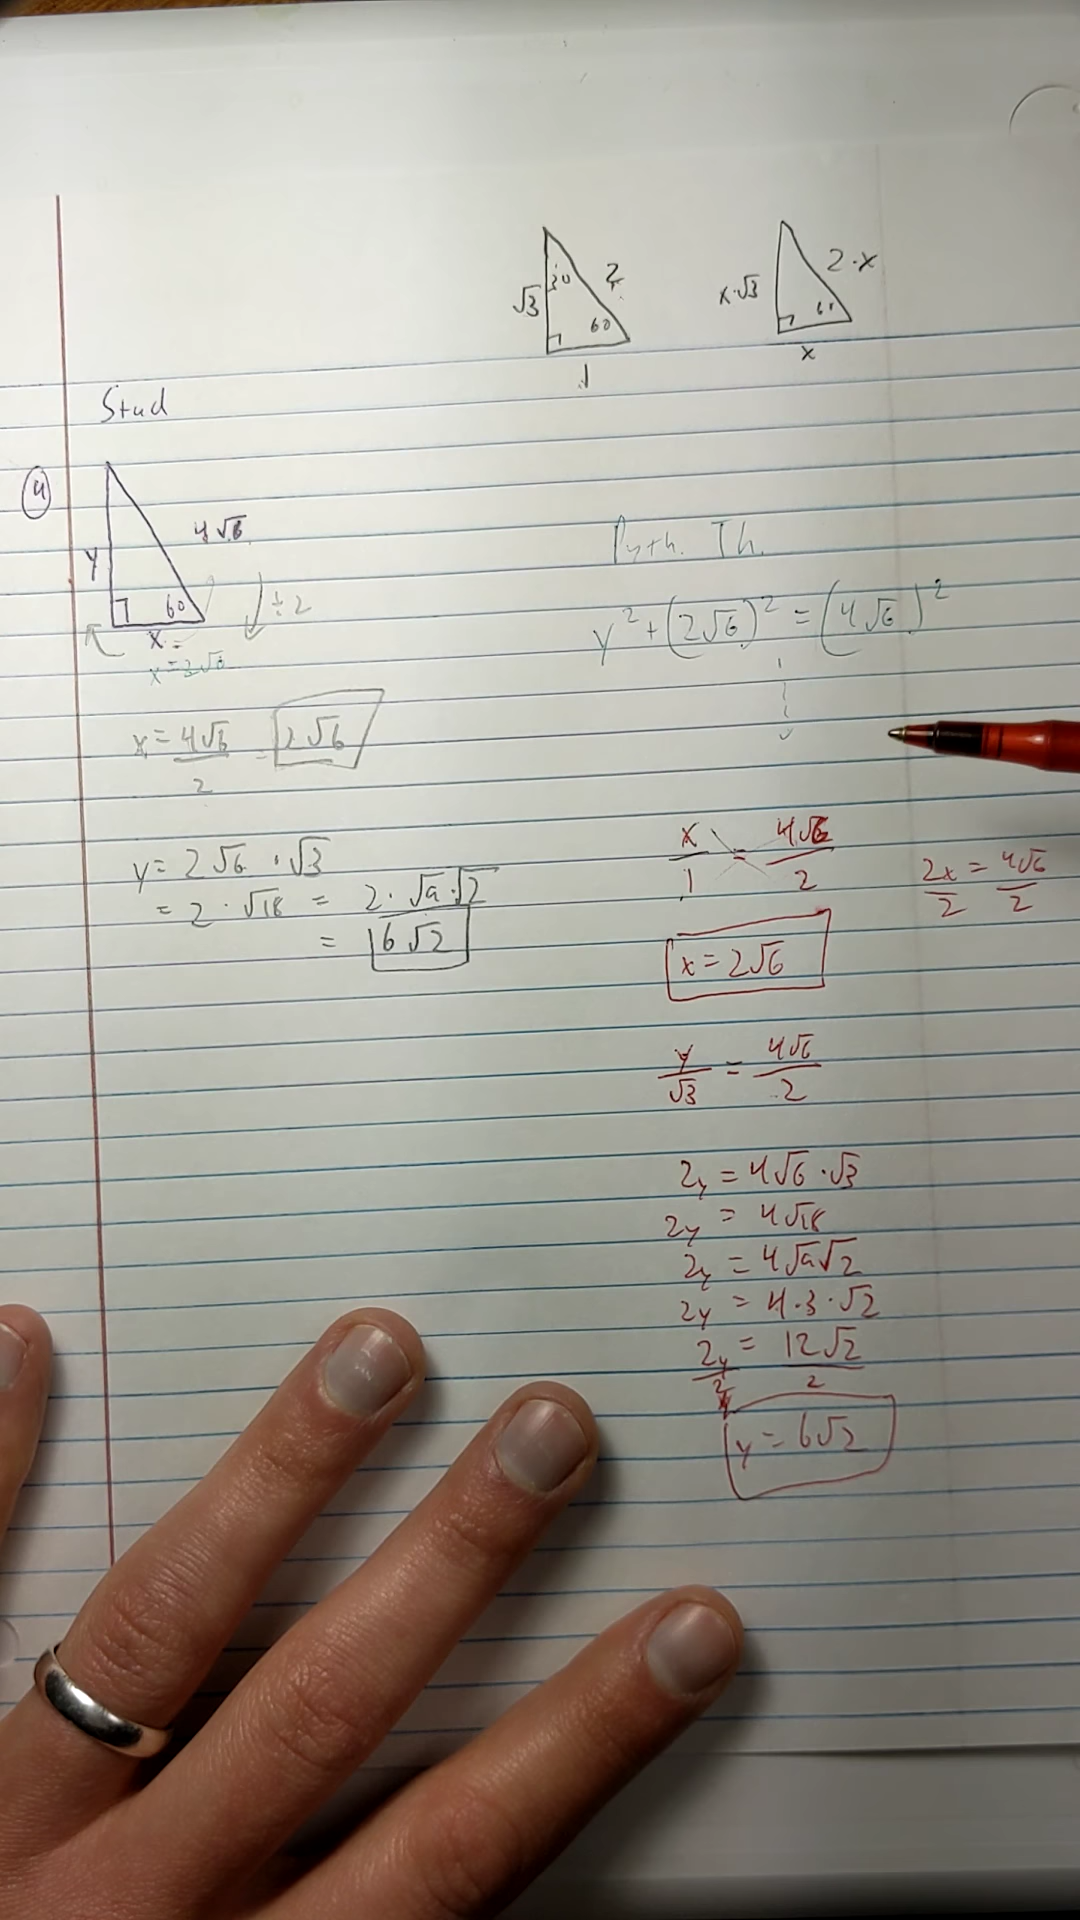 30
2
√3
60
1
x·√3
2·x
60
x
Stud
4
4√6
y
60
÷2
x =
x=2√6
x = 4√6/2 = 2√6
y = 2√6 · √3
= 2 · √18 = 2 · √9 · √2
= 6√2
Pyth. Th.
y² + (2√6)² = (4√6)²
x/1 = 4√6/2
2x/2 = 4√6/2
x = 2√6
y/√3 = 4√6/2
2y = 4√6 · √3
2y = 4√18
2y = 4√9√2
2y = 4·3·√2
2y/2 = 12√2/2
y = 6√2